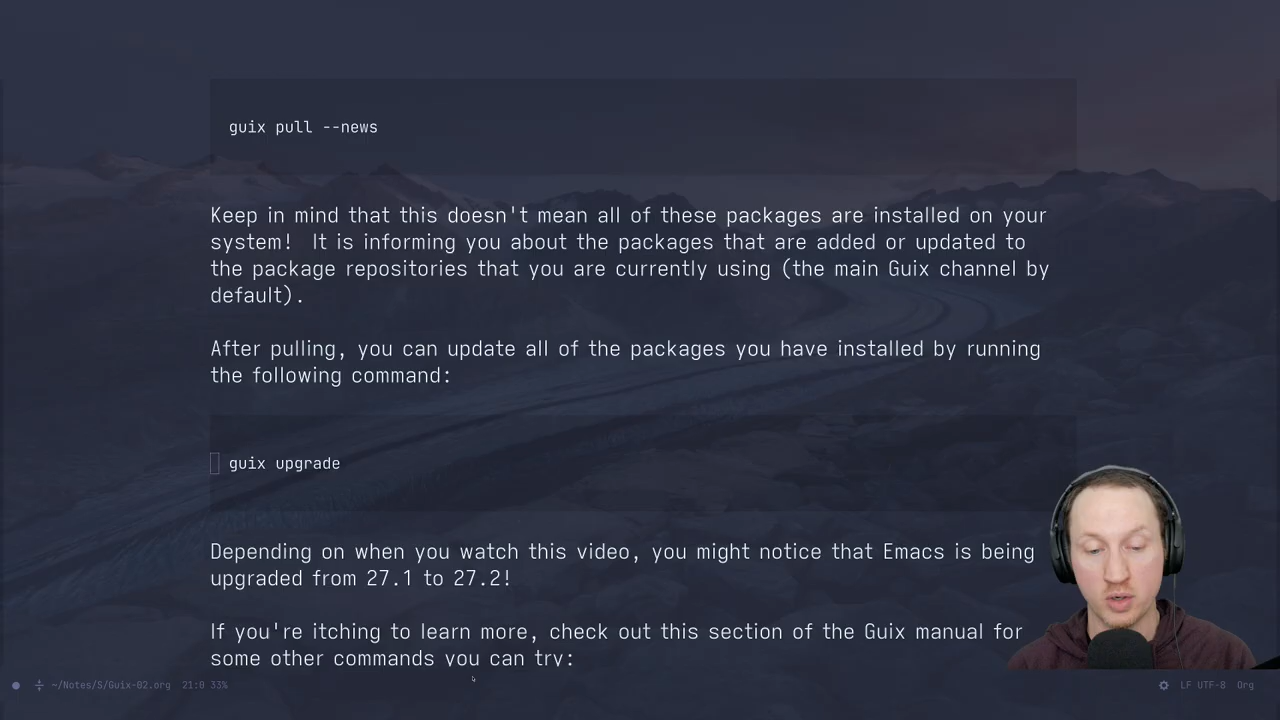 guix pull --news
Keep in mind that this doesn't mean all of these packages are installed on your
system!  It is informing you about the packages that are added or updated to
the package repositories that you are currently using (the main Guix channel by
default).
After pulling, you can update all of the packages you have installed by running
the following command:
guix upgrade
Depending on when you watch this video, you might notice that Emacs is being
upgraded from 27.1 to 27.2!
If you're itching to learn more, check out this section of the Guix manual for
some other commands you can try:
~/Notes/S/Guix-02.org  21:0 33%
LF UTF-8  Org